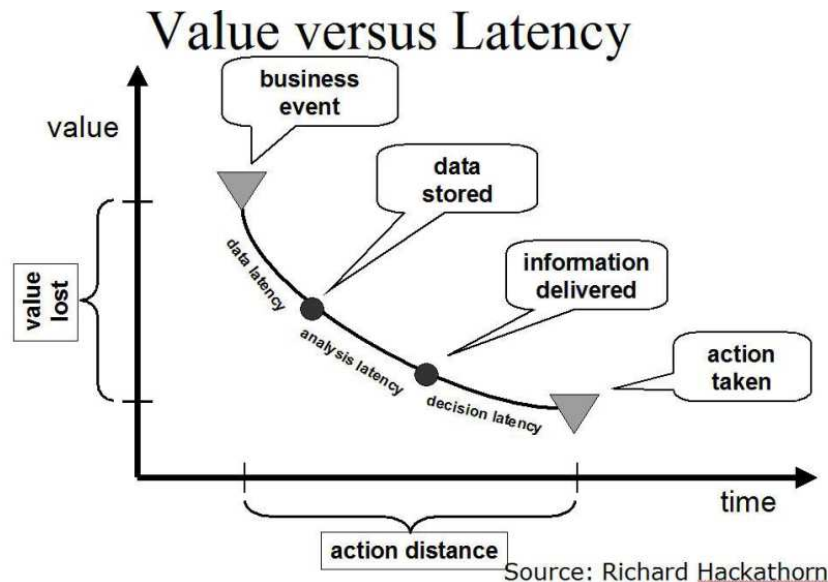 Value versus Latency
business
event
value
data
stored
data latency
information
delivered
value
lost
analysis latency
action
taken
decision latency
time
action distance
Source: Richard Hackathorn